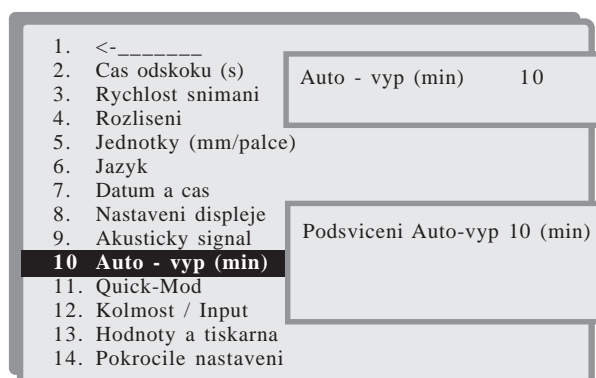 1. <-_______
2. Cas odskoku (s)
3. Rychlost snimani
4. Rozliseni
5. Jednotky (mm/palce)
6. Jazyk
7. Datum a cas
8. Nastaveni displeje
9. Akusticky signal
10 Auto - vyp (min)
11. Quick-Mod
12. Kolmost / Input
13. Hodnoty a tiskarna
14. Pokrocile nastaveni
Auto - vyp (min) 10
Podsviceni Auto-vyp 10 (min)